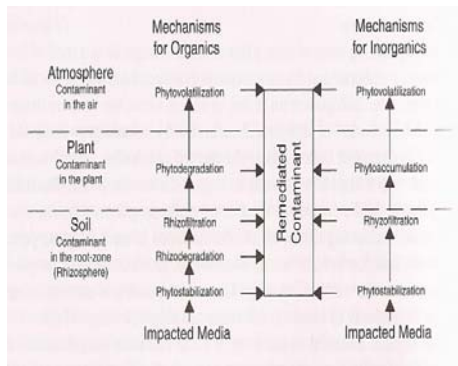 Mechanisms
for Organics
Mechanisms
for Inorganics
Atmosphere
Contaminant
in the air
Phytovolatilization
Phytovolatilization
Plant
Contaminant
in the plant
Phytodegradation
Remediated
Contaminant
Phytoaccumulation
Soil
Contaminant
in the root-zone
(Rhizosphere)
Rhizofiltration
Rhyzofiltration
Rhizodegradation
Phytostabilization
Phytostabilization
Impacted Media
Impacted Media